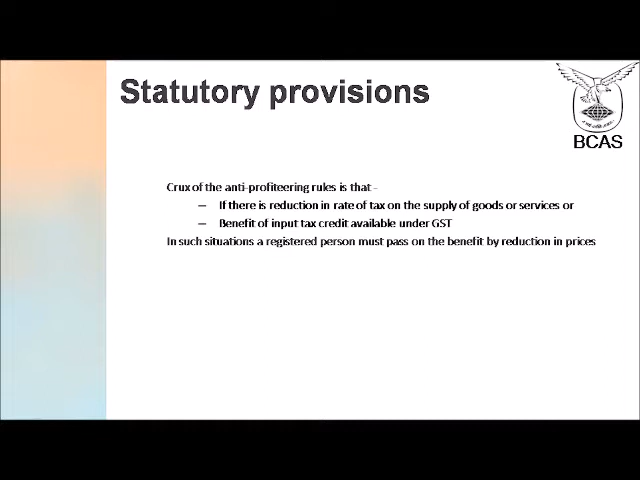 Statutory provisions
BCAS
Crux of the anti-profiteering rules is that -
– If there is reduction in rate of tax on the supply of goods or services or
– Benefit of input tax credit available under GST
In such situations a registered person must pass on the benefit by reduction in prices